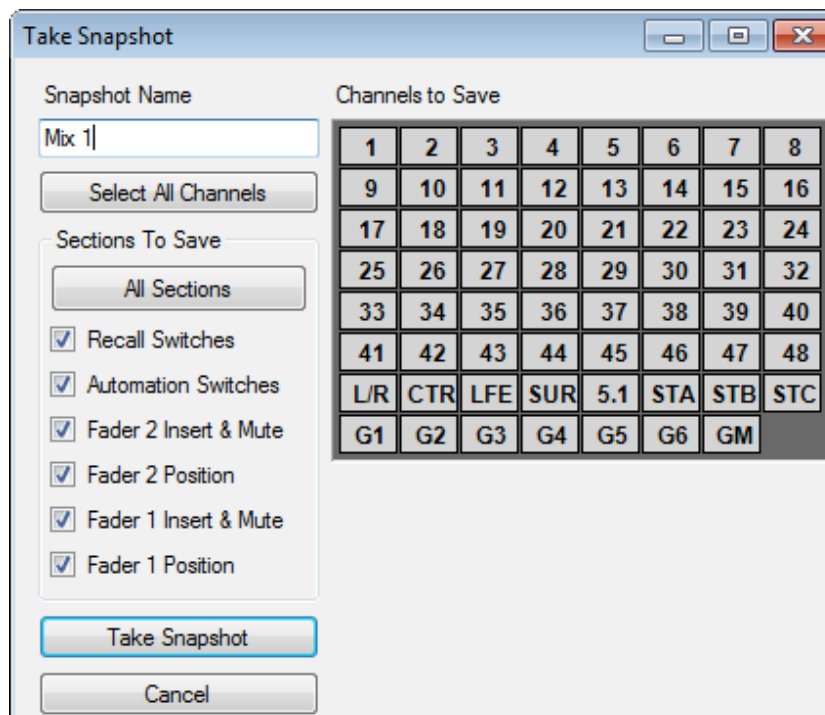 Take Snapshot
Snapshot Name
Mix 1
Select All Channels
Sections To Save
All Sections
Recall Switches
Automation Switches
Fader 2 Insert & Mute
Fader 2 Position
Fader 1 Insert & Mute
Fader 1 Position
Take Snapshot
Cancel
Channels to Save
1 2 3 4 5 6 7 8
9 10 11 12 13 14 15 16
17 18 19 20 21 22 23 24
25 26 27 28 29 30 31 32
33 34 35 36 37 38 39 40
41 42 43 44 45 46 47 48
L/R CTR LFE SUR 5.1 STA STB STC
G1 G2 G3 G4 G5 G6 GM